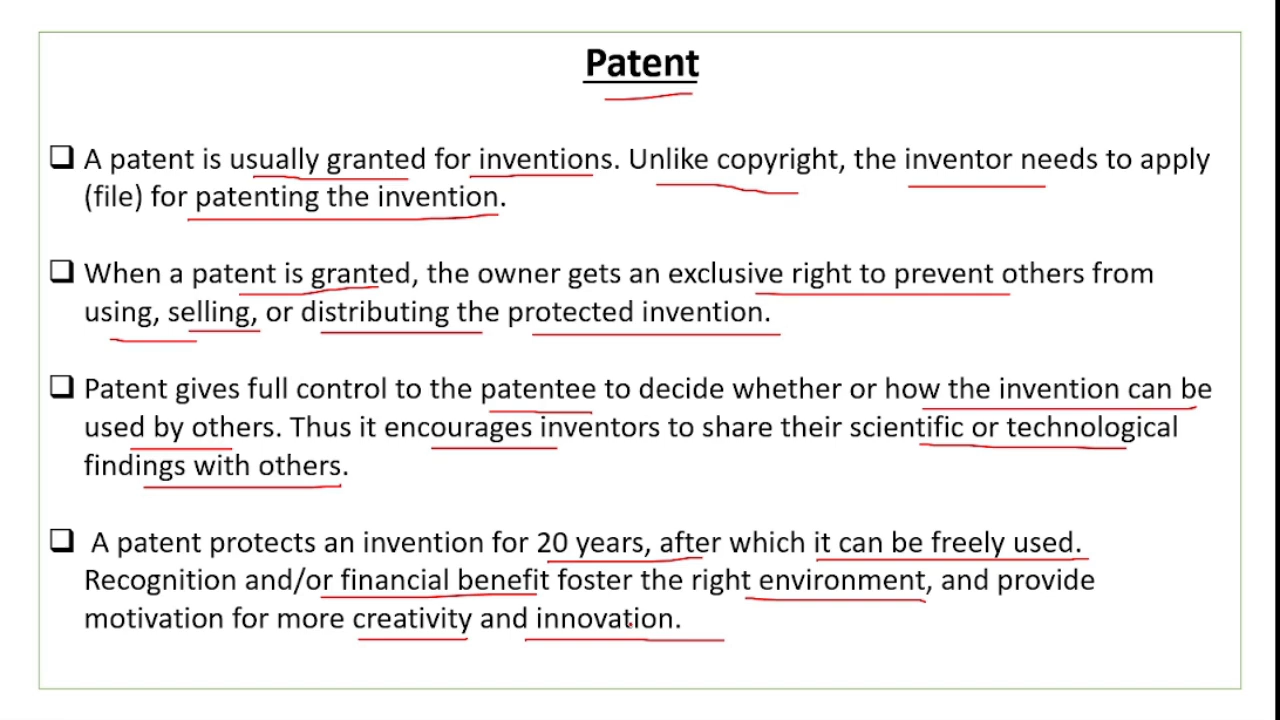 Patent
A patent is usually granted for inventions. Unlike copyright, the inventor needs to apply
(file) for patenting the invention.
When a patent is granted, the owner gets an exclusive right to prevent others from
using, selling, or distributing the protected invention.
Patent gives full control to the patentee to decide whether or how the invention can be
used by others. Thus it encourages inventors to share their scientific or technological
findings with others.
A patent protects an invention for 20 years, after which it can be freely used.
Recognition and/or financial benefit foster the right environment, and provide
motivation for more creativity and innovation.